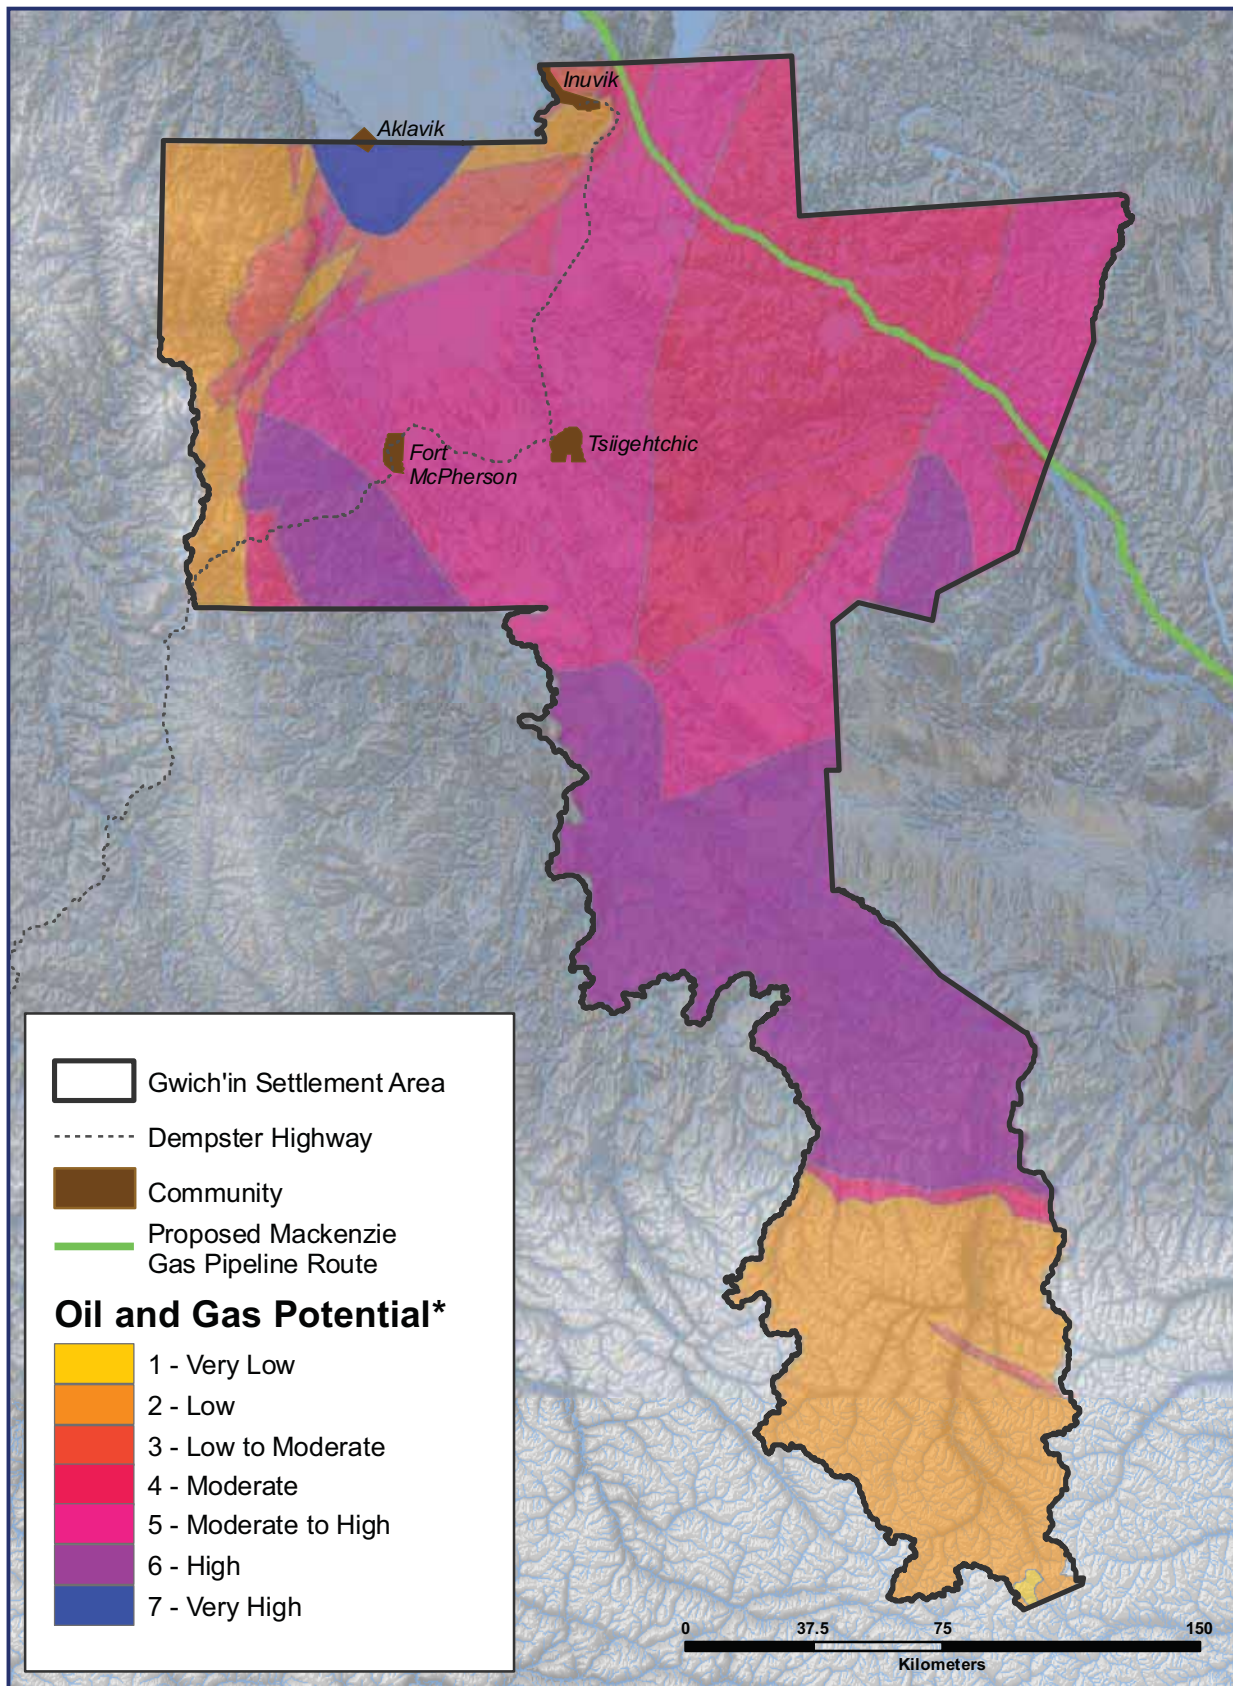 Inuvik
Aklavik
Fort
McPherson
Tsiigehtchic
Gwich'in Settlement Area
Dempster Highway
Community
Proposed Mackenzie
Gas Pipeline Route
Oil and Gas Potential*
1 - Very Low
2 - Low
3 - Low to Moderate
4 - Moderate
5 - Moderate to High
6 - High
7 - Very High
0 37.5 75 150
Kilometers